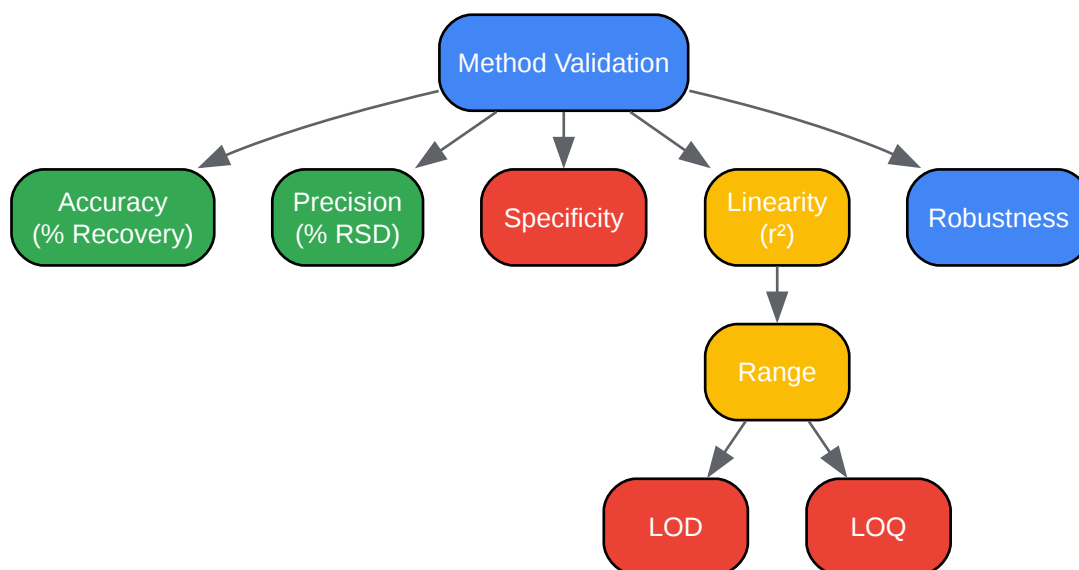 Method Validation
Accuracy
(% Recovery)
Precision
(% RSD)
Specificity
Linearity
(r²)
Robustness
Range
LOD
LOQ